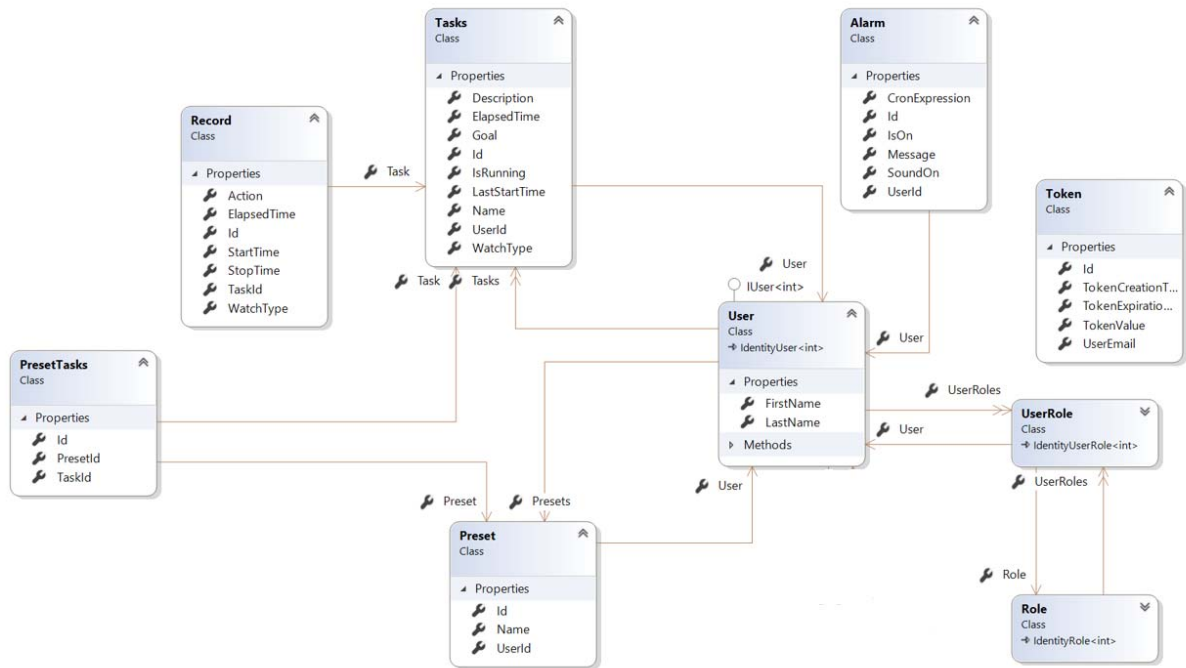 Tasks
Class
Properties
Description
ElapsedTime
Goal
Id
IsRunning
LastStartTime
Name
UserId
WatchType
Alarm
Class
Properties
CronExpression
Id
IsOn
Message
SoundOn
UserId
Record
Class
Properties
Action
ElapsedTime
Id
StartTime
StopTime
TaskId
WatchType
Task
Token
Class
Properties
Id
TokenCreationT...
TokenExpiratio...
TokenValue
UserEmail
Task
Tasks
User
IUser<int>
User
Class
IdentityUser<int>
Properties
FirstName
LastName
Methods
User
PresetTasks
Class
Properties
Id
PresetId
TaskId
UserRoles
User
UserRole
Class
IdentityUserRole<int>
UserRoles
Preset
Presets
User
Preset
Class
Properties
Id
Name
UserId
Role
Role
Class
IdentityRole<int>